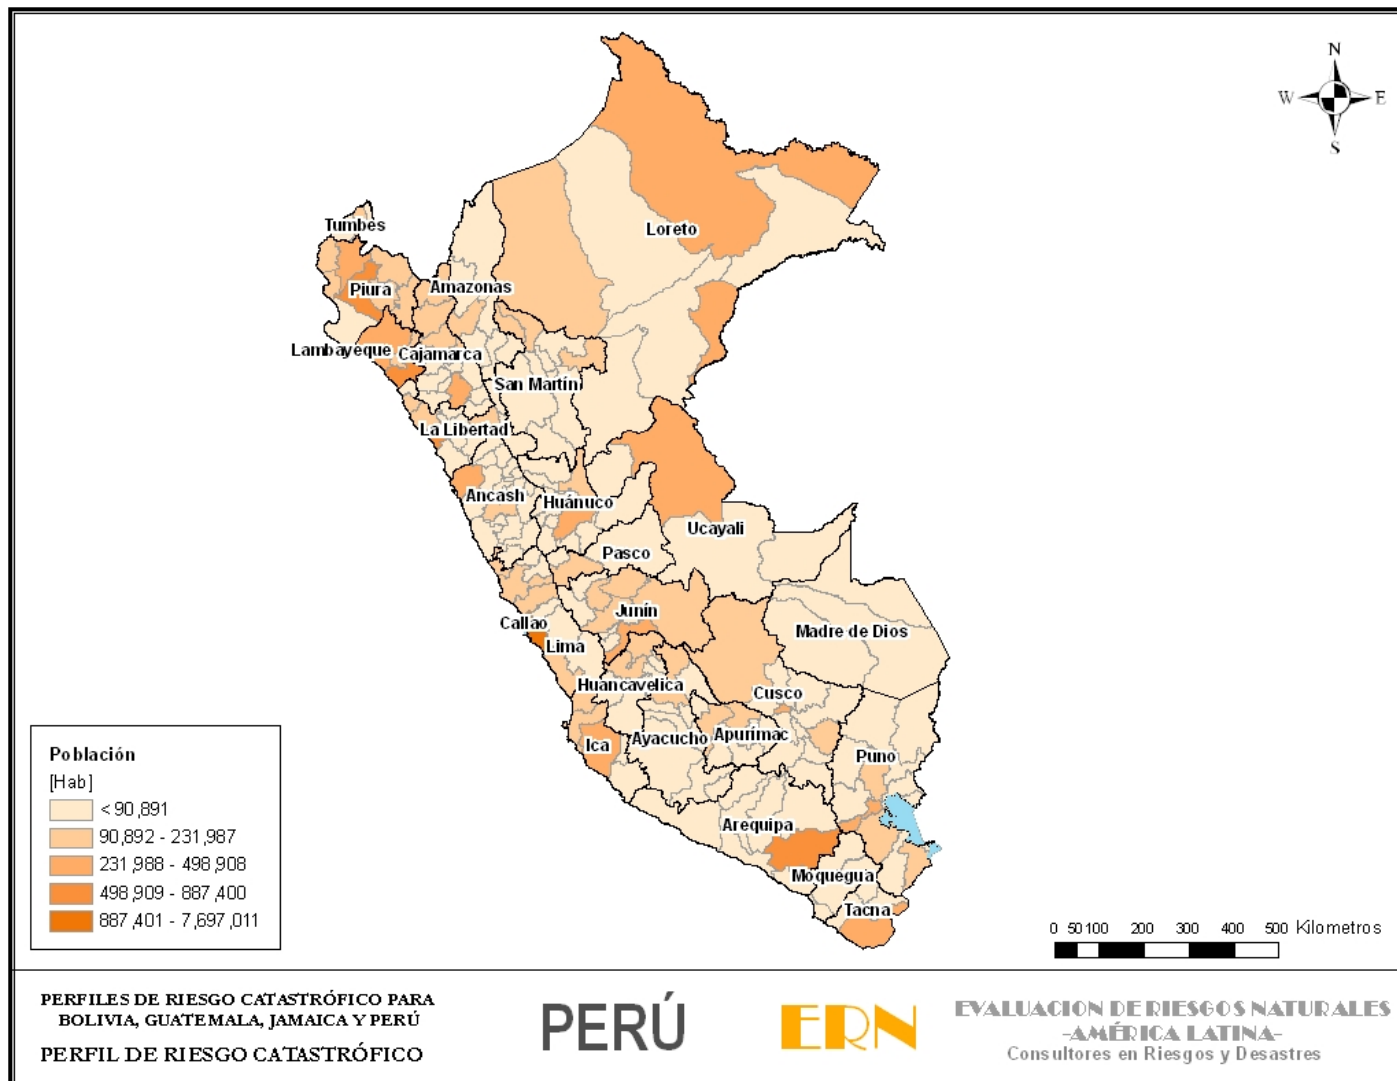 N
W
E
S
Tumbes
Loreto
Piura
Amazonas
Lambayeque
Cajamarca
San Martín
La Libertad
Ancash
Huánuco
Ucayali
Pasco
Callao
Junín
Madre de Dios
Lima
Huancavelica
Cusco
Ica
Ayacucho
Apurímac
Puno
Arequipa
Moquegua
Tacna
Población
[Hab]
< 90,891
90,892 - 231,987
231,988 - 498,908
498,909 - 887,400
887,401 - 7,697,011
0 50 100 200 300 400 500 Kilometros
PERFILES DE RIESGO CATASTRÓFICO PARA
BOLIVIA, GUATEMALA, JAMAICA Y PERÚ
PERFIL DE RIESGO CATASTRÓFICO
PERÚ
ERN
EVALUACION DE RIESGOS NATURALES
-AMÉRICA LATINA-
Consultores en Riesgos y Desastres